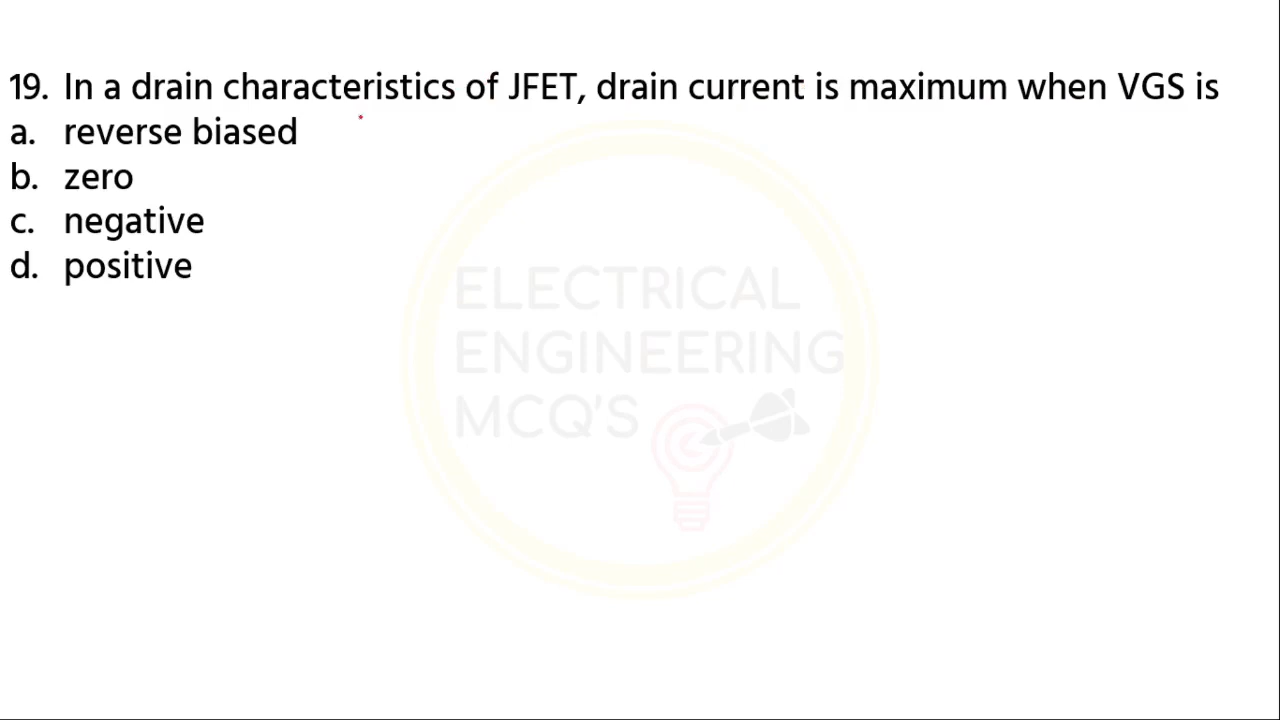 19. In a drain characteristics of JFET, drain current is maximum when VGS is
a. reverse biased
b. zero
c. negative
d. positive
ELECTRICAL
ENGINEERING
MCQ'S